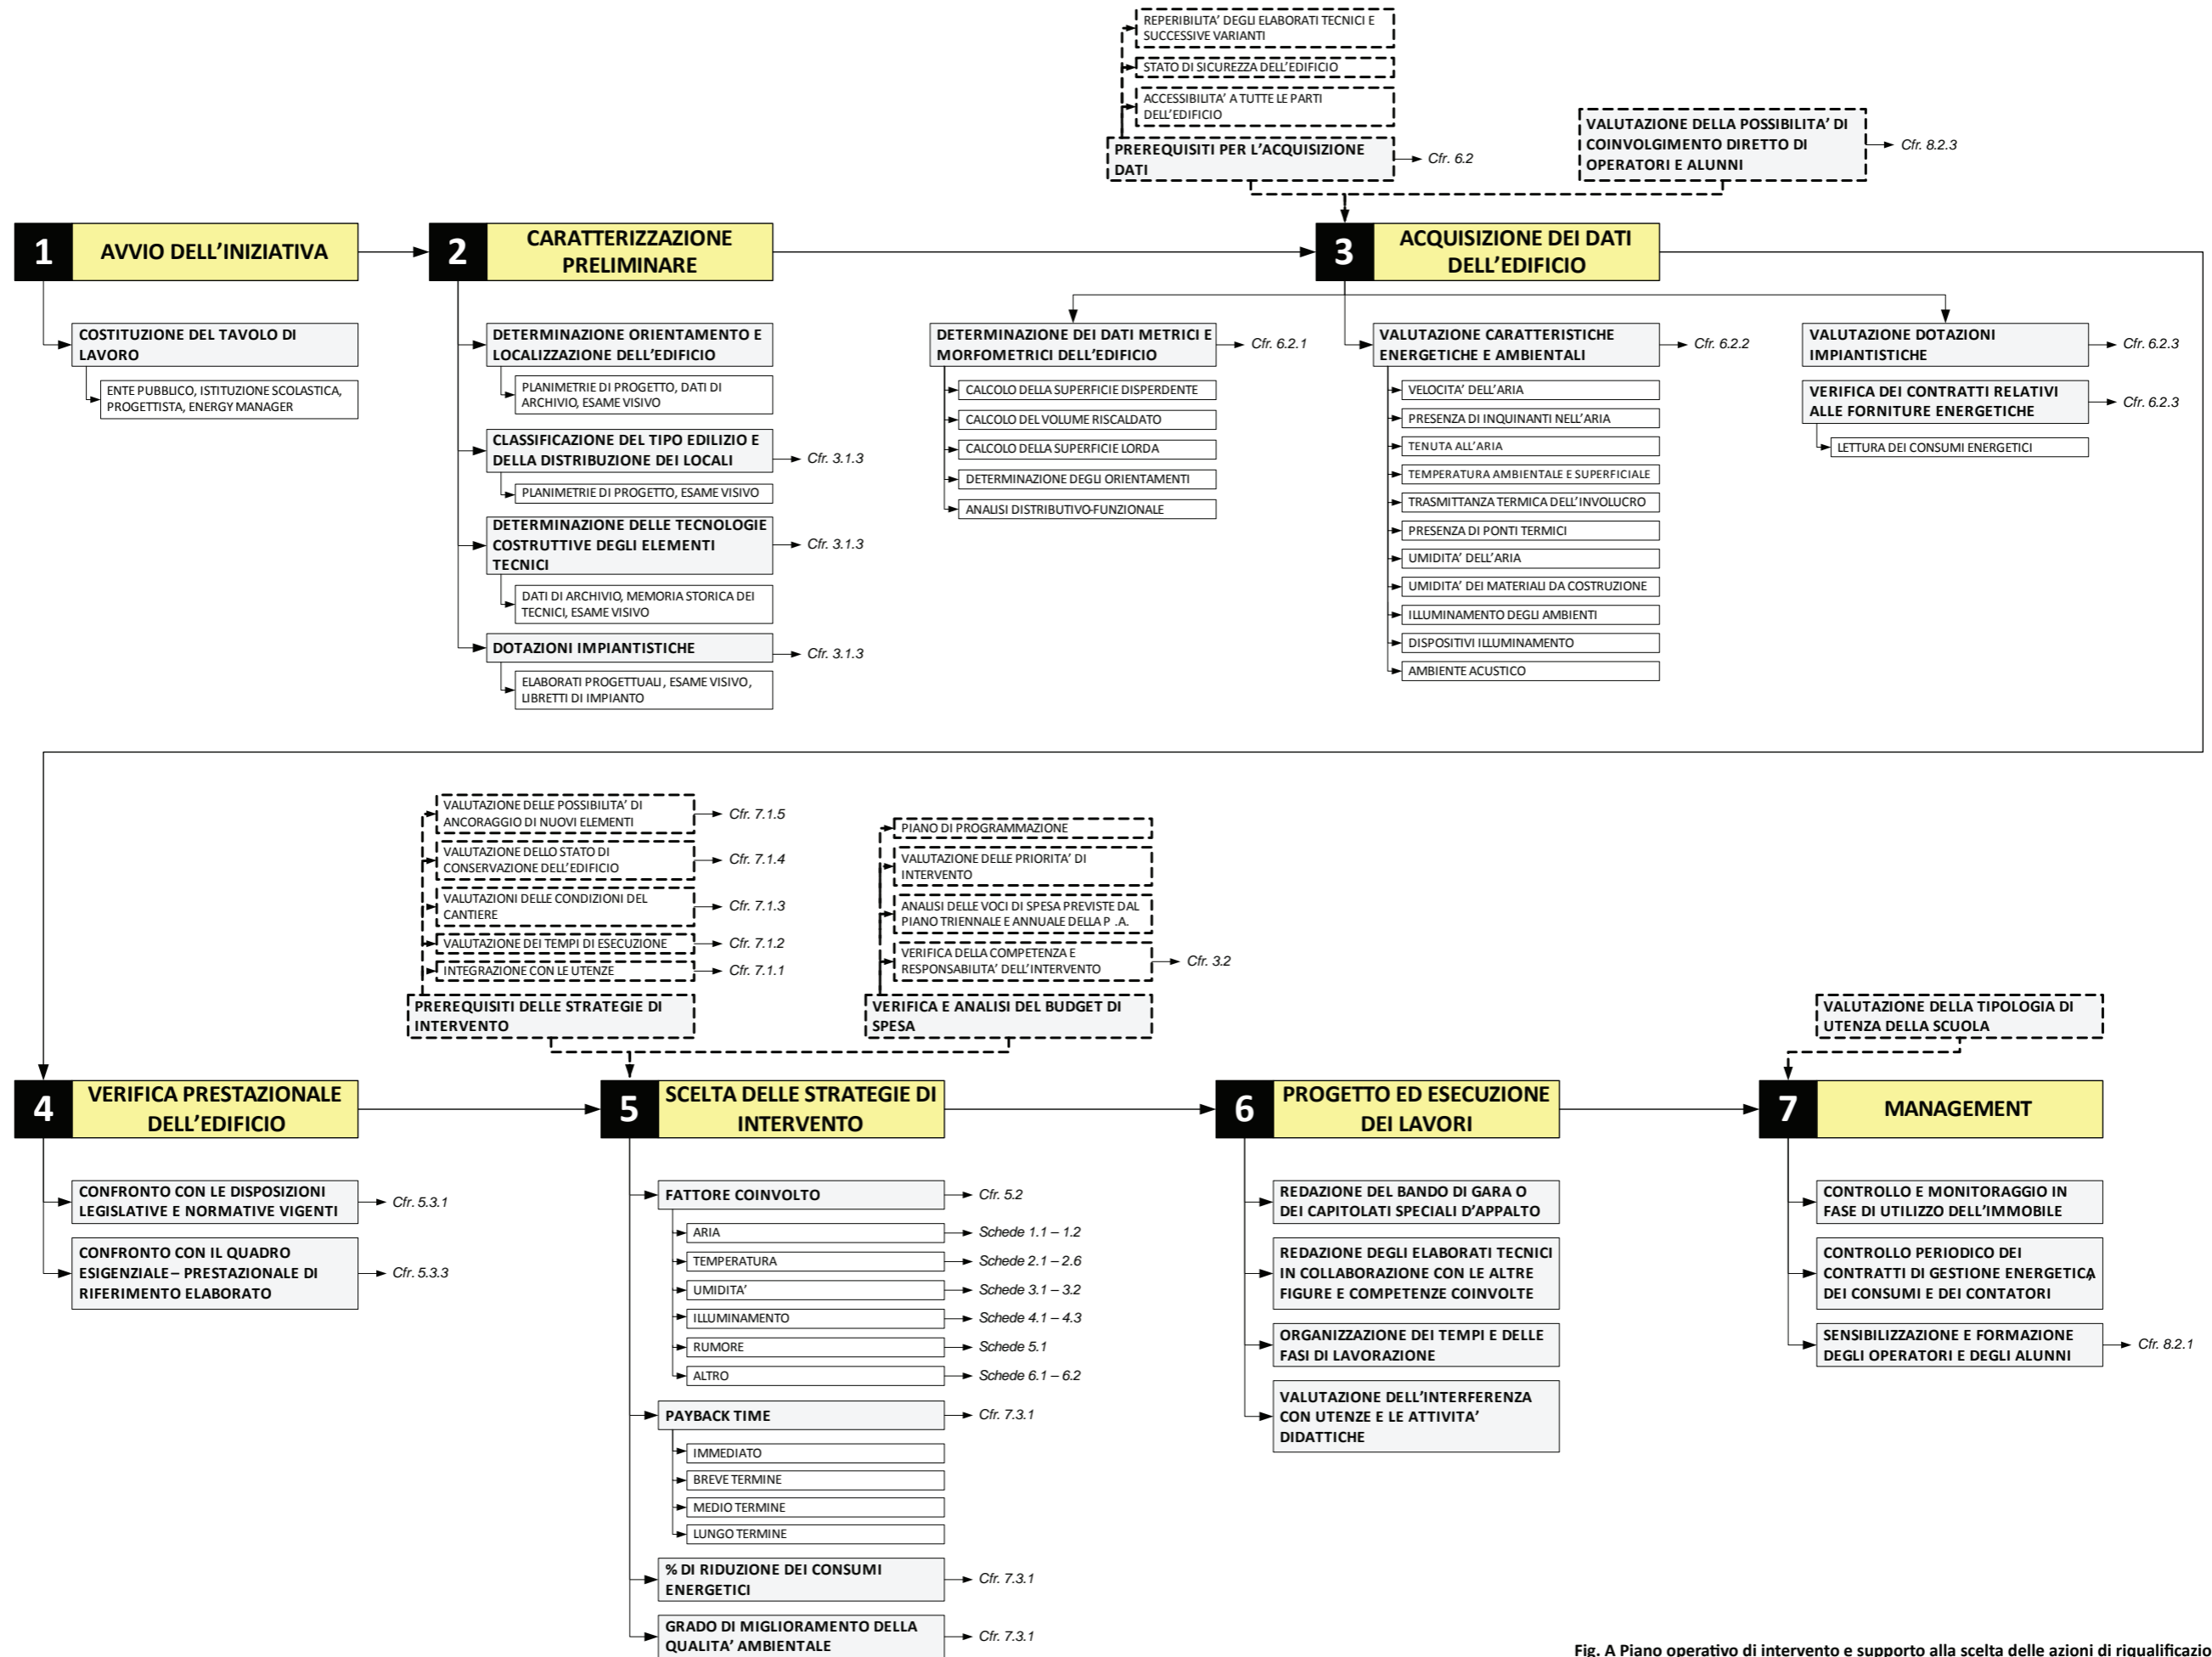 REPERIBILITA' DEGLI ELABORATI TECNICI E
SUCCESSIVE VARIANTI
STATO DI SICUREZZA DELL'EDIFICIO
ACCESSIBILITA' A TUTTE LE PARTI
DELL'EDIFICIO
PREREQUISITI PER L'ACQUISIZIONE
DATI
Cfr. 6.2
VALUTAZIONE DELLA POSSIBILITA' DI
COINVOLGIMENTO DIRETTO DI
OPERATORI E ALUNNI
Cfr. 8.2.3
1
AVVIO DELL'INIZIATIVA
COSTITUZIONE DEL TAVOLO DI
LAVORO
ENTE PUBBLICO, ISTITUZIONE SCOLASTICA,
PROGETTISTA, ENERGY MANAGER
2
CARATTERIZZAZIONE
PRELIMINARE
DETERMINAZIONE ORIENTAMENTO E
LOCALIZZAZIONE DELL'EDIFICIO
PLANIMETRIE DI PROGETTO, DATI DI
ARCHIVIO, ESAME VISIVO
CLASSIFICAZIONE DEL TIPO EDILIZIO E
DELLA DISTRIBUZIONE DEI LOCALI
Cfr. 3.1.3
PLANIMETRIE DI PROGETTO, ESAME VISIVO
DETERMINAZIONE DELLE TECNOLOGIE
COSTRUTTIVE DEGLI ELEMENTI
TECNICI
Cfr. 3.1.3
DATI DI ARCHIVIO, MEMORIA STORICA DEI
TECNICI, ESAME VISIVO
DOTAZIONI IMPIANTISTICHE
Cfr. 3.1.3
ELABORATI PROGETTUALI, ESAME VISIVO,
LIBRETTI DI IMPIANTO
3
ACQUISIZIONE DEI DATI
DELL'EDIFICIO
DETERMINAZIONE DEI DATI METRICI E
MORFOMETRICI DELL'EDIFICIO
Cfr. 6.2.1
CALCOLO DELLA SUPERFICIE DISPERDENTE
CALCOLO DEL VOLUME RISCALDATO
CALCOLO DELLA SUPERFICIE LORDA
DETERMINAZIONE DEGLI ORIENTAMENTI
ANALISI DISTRIBUTIVO-FUNZIONALE
VALUTAZIONE CARATTERISTICHE
ENERGETICHE E AMBIENTALI
Cfr. 6.2.2
VELOCITA' DELL'ARIA
PRESENZA DI INQUINANTI NELL'ARIA
TENUTA ALL'ARIA
TEMPERATURA AMBIENTALE E SUPERFICIALE
TRASMITTANZA TERMICA DELL'INVOLUCRO
PRESENZA DI PONTI TERMICI
UMIDITA' DELL'ARIA
UMIDITA' DEI MATERIALI DA COSTRUZIONE
ILLUMINAMENTO DEGLI AMBIENTI
DISPOSITIVI ILLUMINAMENTO
AMBIENTE ACUSTICO
VALUTAZIONE DOTAZIONI
IMPIANTISTICHE
Cfr. 6.2.3
VERIFICA DEI CONTRATTI RELATIVI
ALLE FORNITURE ENERGETICHE
Cfr. 6.2.3
LETTURA DEI CONSUMI ENERGETICI
VALUTAZIONE DELLE POSSIBILITA' DI
ANCORAGGIO DI NUOVI ELEMENTI
Cfr. 7.1.5
VALUTAZIONE DELLO STATO DI
CONSERVAZIONE DELL'EDIFICIO
Cfr. 7.1.4
VALUTAZIONI DELLE CONDIZIONI DEL
CANTIERE
Cfr. 7.1.3
VALUTAZIONE DEI TEMPI DI ESECUZIONE
Cfr. 7.1.2
INTEGRAZIONE CON LE UTENZE
Cfr. 7.1.1
PREREQUISITI DELLE STRATEGIE DI
INTERVENTO
PIANO DI PROGRAMMAZIONE
VALUTAZIONE DELLE PRIORITA' DI
INTERVENTO
ANALISI DELLE VOCI DI SPESA PREVISTE DAL
PIANO TRIENNALE E ANNUALE DELLA P .A.
VERIFICA DELLA COMPETENZA E
RESPONSABILITA' DELL'INTERVENTO
Cfr. 3.2
VERIFICA E ANALISI DEL BUDGET DI
SPESA
VALUTAZIONE DELLA TIPOLOGIA DI
UTENZA DELLA SCUOLA
4
VERIFICA PRESTAZIONALE
DELL'EDIFICIO
CONFRONTO CON LE DISPOSIZIONI
LEGISLATIVE E NORMATIVE VIGENTI
Cfr. 5.3.1
CONFRONTO CON IL QUADRO
ESIGENZIALE– PRESTAZIONALE DI
RIFERIMENTO ELABORATO
Cfr. 5.3.3
5
SCELTA DELLE STRATEGIE DI
INTERVENTO
FATTORE COINVOLTO
Cfr. 5.2
ARIA
Schede 1.1 – 1.2
TEMPERATURA
Schede 2.1 – 2.6
UMIDITA'
Schede 3.1 – 3.2
ILLUMINAMENTO
Schede 4.1 – 4.3
RUMORE
Schede 5.1
ALTRO
Schede 6.1 – 6.2
PAYBACK TIME
Cfr. 7.3.1
IMMEDIATO
BREVE TERMINE
MEDIO TERMINE
LUNGO TERMINE
% DI RIDUZIONE DEI CONSUMI
ENERGETICI
Cfr. 7.3.1
GRADO DI MIGLIORAMENTO DELLA
QUALITA' AMBIENTALE
Cfr. 7.3.1
6
PROGETTO ED ESECUZIONE
DEI LAVORI
REDAZIONE DEL BANDO DI GARA O
DEI CAPITOLATI SPECIALI D'APPALTO
REDAZIONE DEGLI ELABORATI TECNICI
IN COLLABORAZIONE CON LE ALTRE
FIGURE E COMPETENZE COINVOLTE
ORGANIZZAZIONE DEI TEMPI E DELLE
FASI DI LAVORAZIONE
VALUTAZIONE DELL'INTERFERENZA
CON UTENZE E LE ATTIVITA'
DIDATTICHE
7
MANAGEMENT
CONTROLLO E MONITORAGGIO IN
FASE DI UTILIZZO DELL'IMMOBILE
CONTROLLO PERIODICO DEI
CONTRATTI DI GESTIONE ENERGETICA,
DEI CONSUMI E DEI CONTATORI
SENSIBILIZZAZIONE E FORMAZIONE
DEGLI OPERATORI E DEGLI ALUNNI
Cfr. 8.2.1
Fig. A Piano operativo di intervento e supporto alla scelta delle azioni di riqualificazio